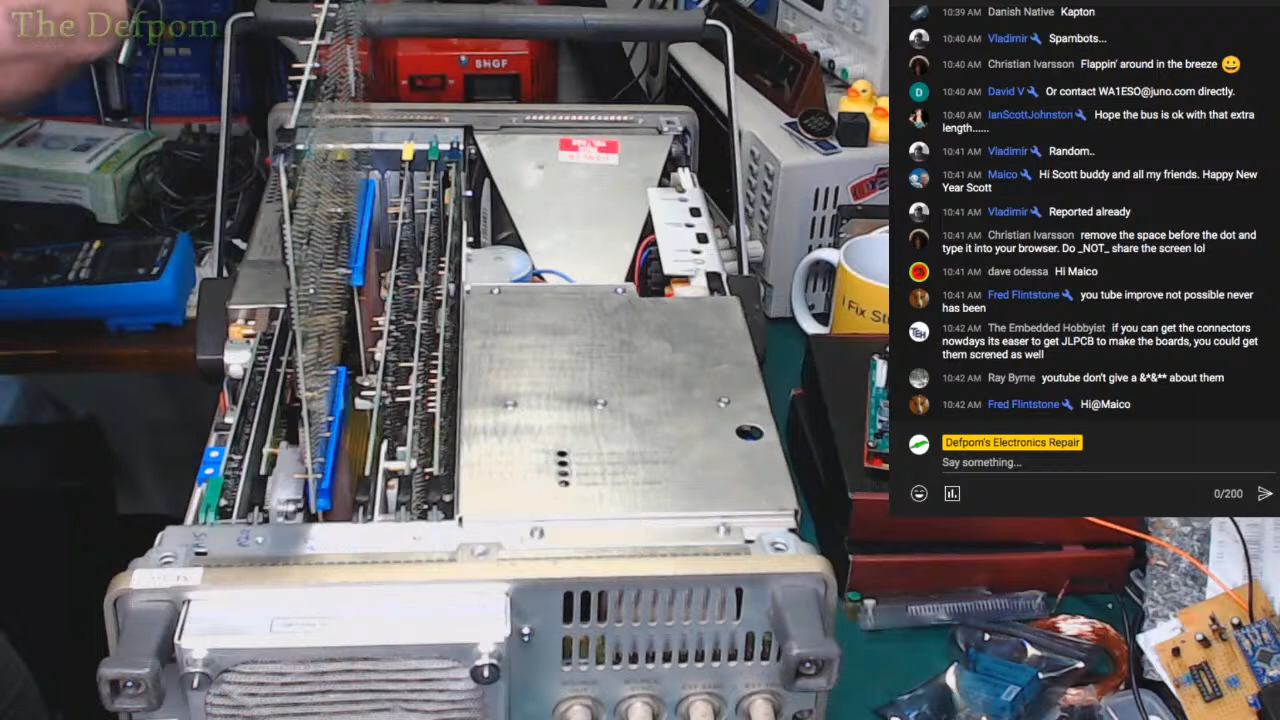 The Defpom
BNGF
I Fix St
10:39 AM Danish Native Kapton
10:40 AM Vladimir Spambots...
10:40 AM Christian Ivarsson Flappin' around in the breeze
D
10:40 AM David V Or contact WA1ESO@juno.com directly.
10:40 AM IanScottJohnston Hope the bus is ok with that extra
length......
10:41 AM Vladimir Random..
10:41 AM Maico Hi Scott buddy and all my friends. Happy New
Year Scott
10:41 AM Vladimir Reported already
10:41 AM Christian Ivarsson remove the space before the dot and
type it into your browser. Do _NOT_ share the screen lol
10:41 AM dave odessa Hi Maico
10:41 AM Fred Flintstone you tube improve not possible never
has been
TEH
10:42 AM The Embedded Hobbyist if you can get the connectors
nowdays its easer to get JLPCB to make the boards, you could get
them screned as well
10:42 AM Ray Byrne youtube don't give a &*&** about them
10:42 AM Fred Flintstone Hi@Maico
Defpom's Electronics Repair
Say something...
0/200